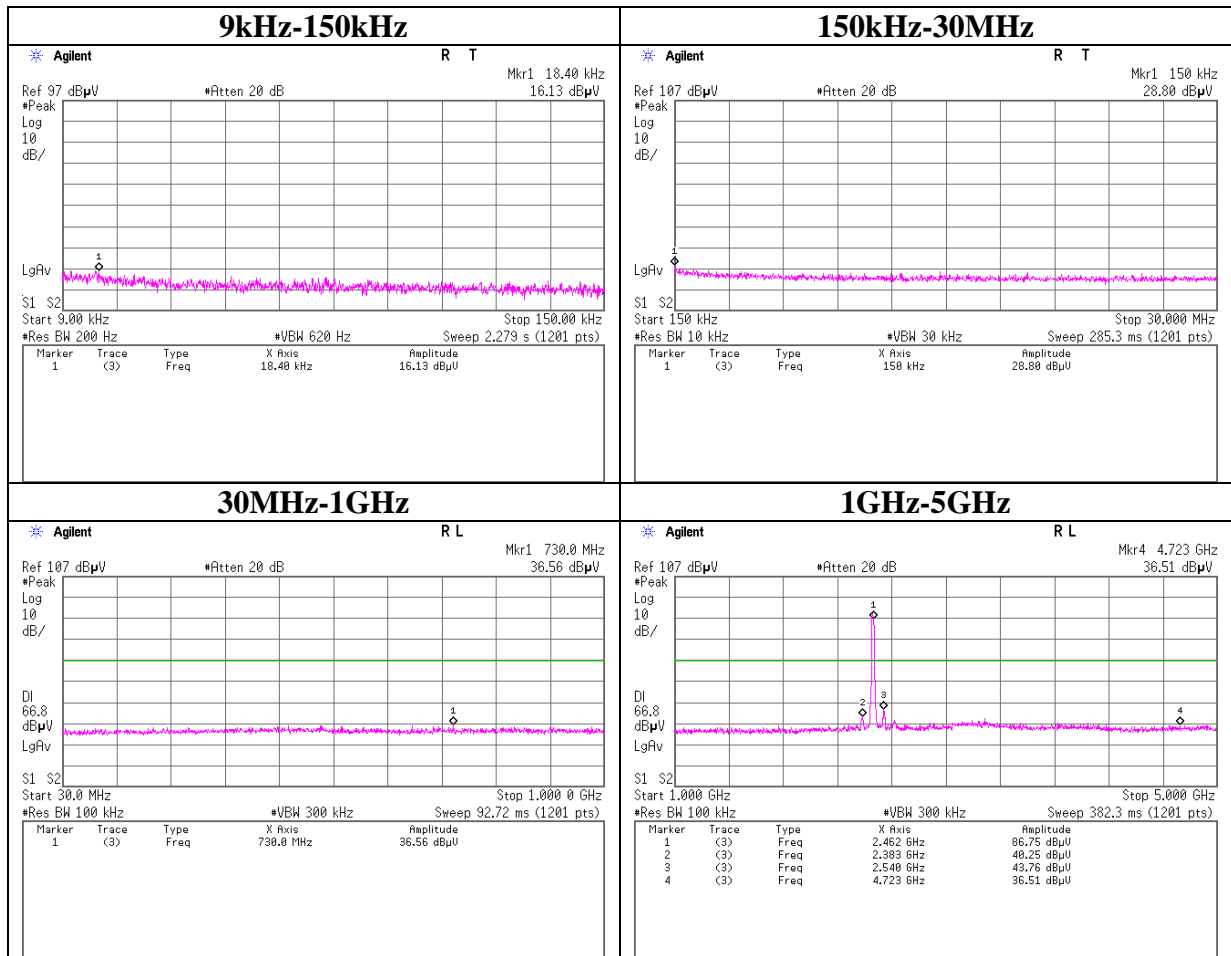 9kHz-150kHz
Agilent R T
Mkr1 18.40 kHz
Ref 97 dBµV #Atten 20 dB 16.13 dBµV
#Peak
Log
10
dB/
1
LgAv
S1 S2
Start 9.00 kHz Stop 150.00 kHz
#Res BW 200 Hz #VBW 620 Hz Sweep 2.279 s (1201 pts)
Marker Trace Type X Axis Amplitude
1 (3) Freq 18.40 kHz 16.13 dBµV
150kHz-30MHz
Agilent R T
Mkr1 150 kHz
Ref 107 dBµV #Atten 20 dB 28.80 dBµV
#Peak
Log
10
dB/
1
LgAv
S1 S2
Start 150 kHz Stop 30.000 MHz
#Res BW 10 kHz #VBW 30 kHz Sweep 285.3 ms (1201 pts)
Marker Trace Type X Axis Amplitude
1 (3) Freq 150 kHz 28.80 dBµV
30MHz-1GHz
Agilent R L
Mkr1 730.0 MHz
Ref 107 dBµV #Atten 20 dB 36.56 dBµV
#Peak
Log
10
dB/
DI
66.8
dBµV
1
LgAv
S1 S2
Start 30.0 MHz Stop 1.000 0 GHz
#Res BW 100 kHz #VBW 300 kHz Sweep 92.72 ms (1201 pts)
Marker Trace Type X Axis Amplitude
1 (3) Freq 730.0 MHz 36.56 dBµV
1GHz-5GHz
Agilent R L
Mkr4 4.723 GHz
Ref 107 dBµV #Atten 20 dB 36.51 dBµV
#Peak
Log
10
dB/
1
DI
66.8
dBµV
2 3 4
LgAv
S1 S2
Start 1.000 GHz Stop 5.000 GHz
#Res BW 100 kHz #VBW 300 kHz Sweep 382.3 ms (1201 pts)
Marker Trace Type X Axis Amplitude
1 (3) Freq 2.462 GHz 86.75 dBµV
2 (3) Freq 2.383 GHz 40.25 dBµV
3 (3) Freq 2.540 GHz 43.76 dBµV
4 (3) Freq 4.723 GHz 36.51 dBµV